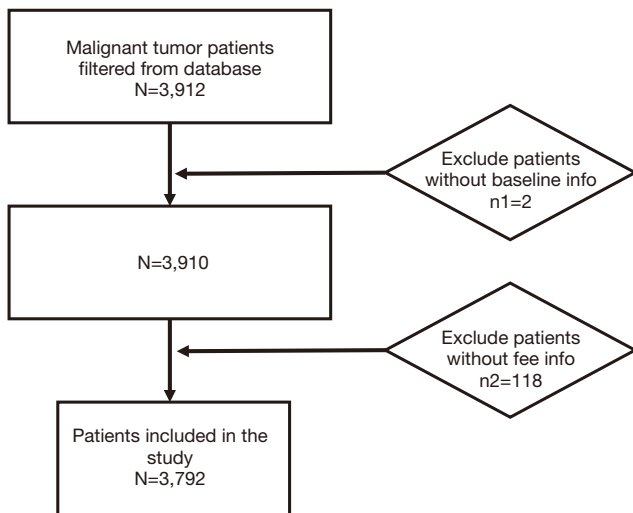 Malignant tumor patients
filtered from database
N=3,912
Exclude patients
without baseline info
n1=2
N=3,910
Exclude patients
without fee info
n2=118
Patients included in the
study
N=3,792